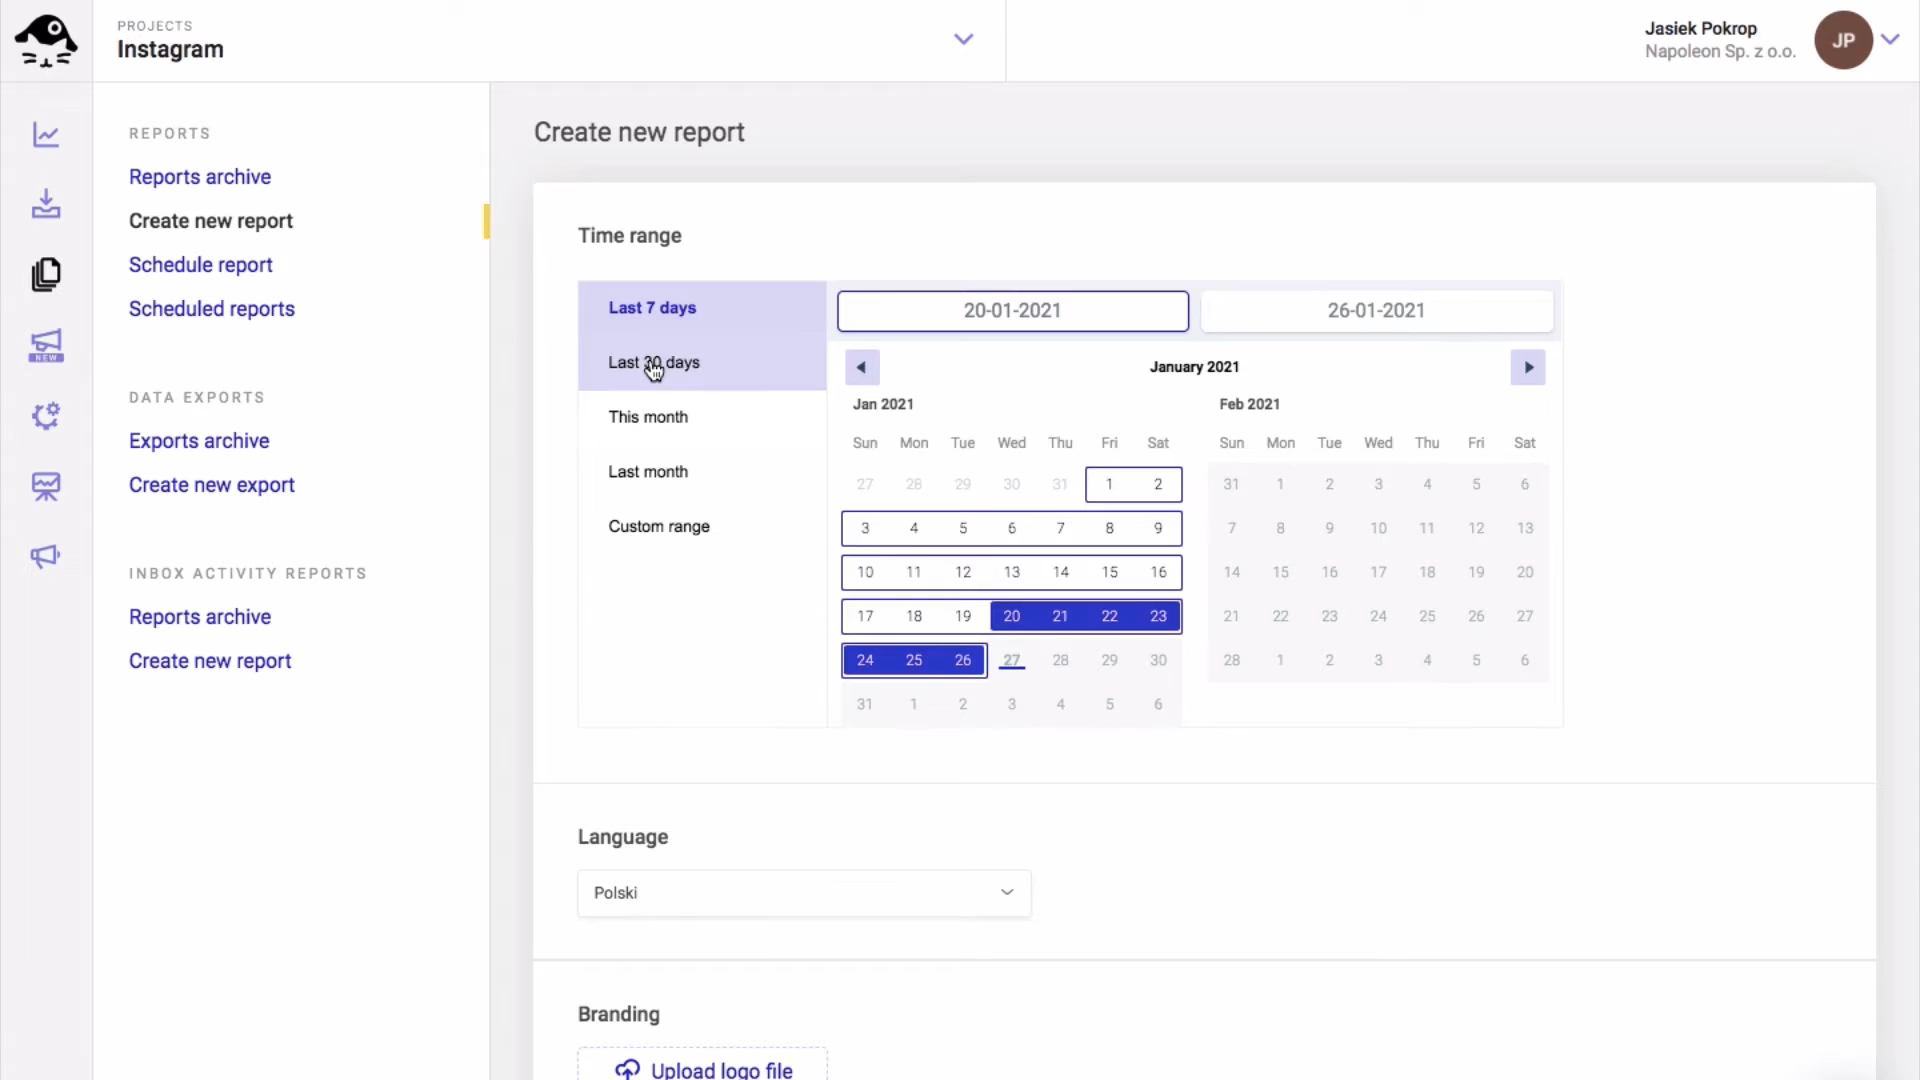 PROJECTS
Instagram
Jasiek Pokrop
Napoleon Sp. z o.o.
JP
NEW
REPORTS
Reports archive
Create new report
Schedule report
Scheduled reports
DATA EXPORTS
Exports archive
Create new export
INBOX ACTIVITY REPORTS
Reports archive
Create new report
Create new report
Time range
Last 7 days
Last 30 days
This month
Last month
Custom range
20-01-2021 26-01-2021
January 2021
Jan 2021
Sun Mon Tue Wed Thu Fri Sat
27 28 29 30 31 1 2
3 4 5 6 7 8 9
10 11 12 13 14 15 16
17 18 19 20 21 22 23
24 25 26 27 28 29 30
31 1 2 3 4 5 6
Feb 2021
Sun Mon Tue Wed Thu Fri Sat
31 1 2 3 4 5 6
7 8 9 10 11 12 13
14 15 16 17 18 19 20
21 22 23 24 25 26 27
28 1 2 3 4 5 6
Language
Polski
Branding
Upload logo file